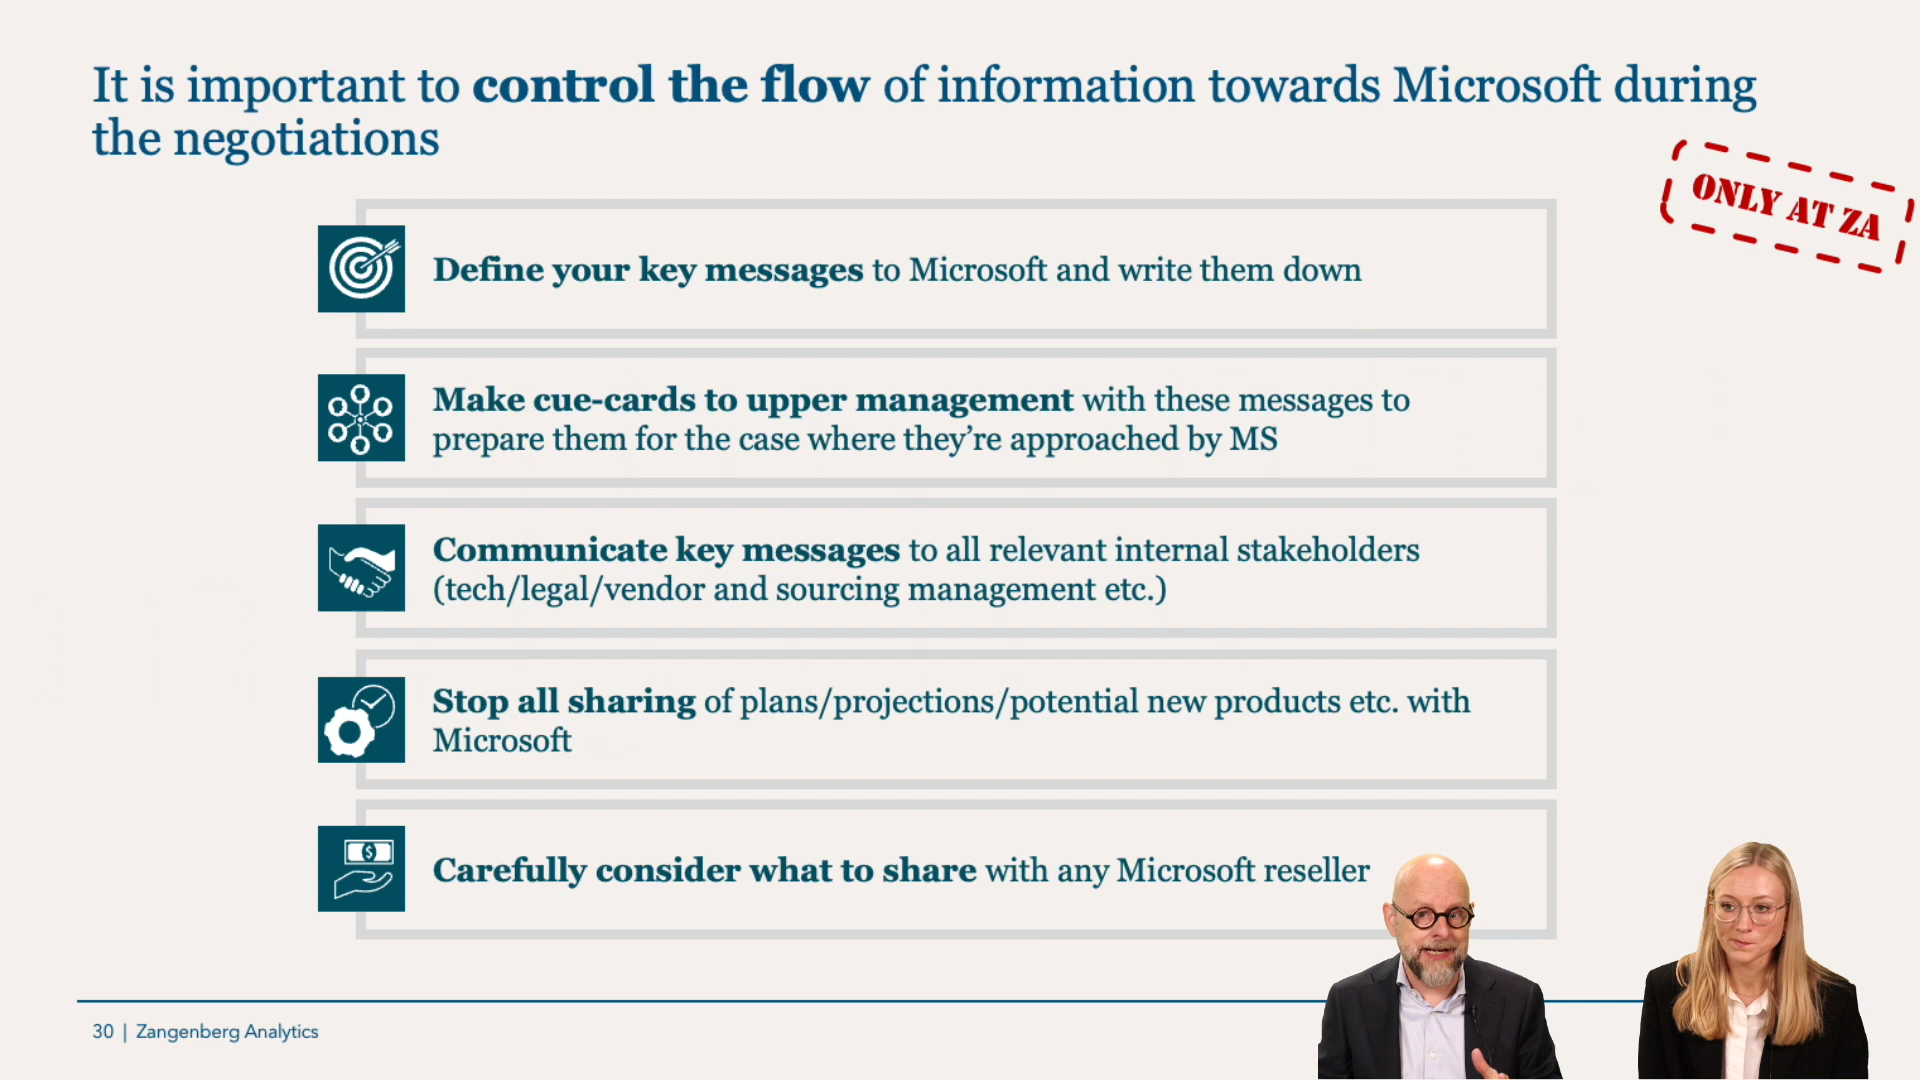 It is important to control the flow of information towards Microsoft during
the negotiations
ONLY AT ZA
Define your key messages to Microsoft and write them down
Make cue-cards to upper management with these messages to
prepare them for the case where they’re approached by MS
Communicate key messages to all relevant internal stakeholders
(tech/legal/vendor and sourcing management etc.)
Stop all sharing of plans/projections/potential new products etc. with
Microsoft
$
Carefully consider what to share with any Microsoft reseller
30 | Zangenberg Analytics